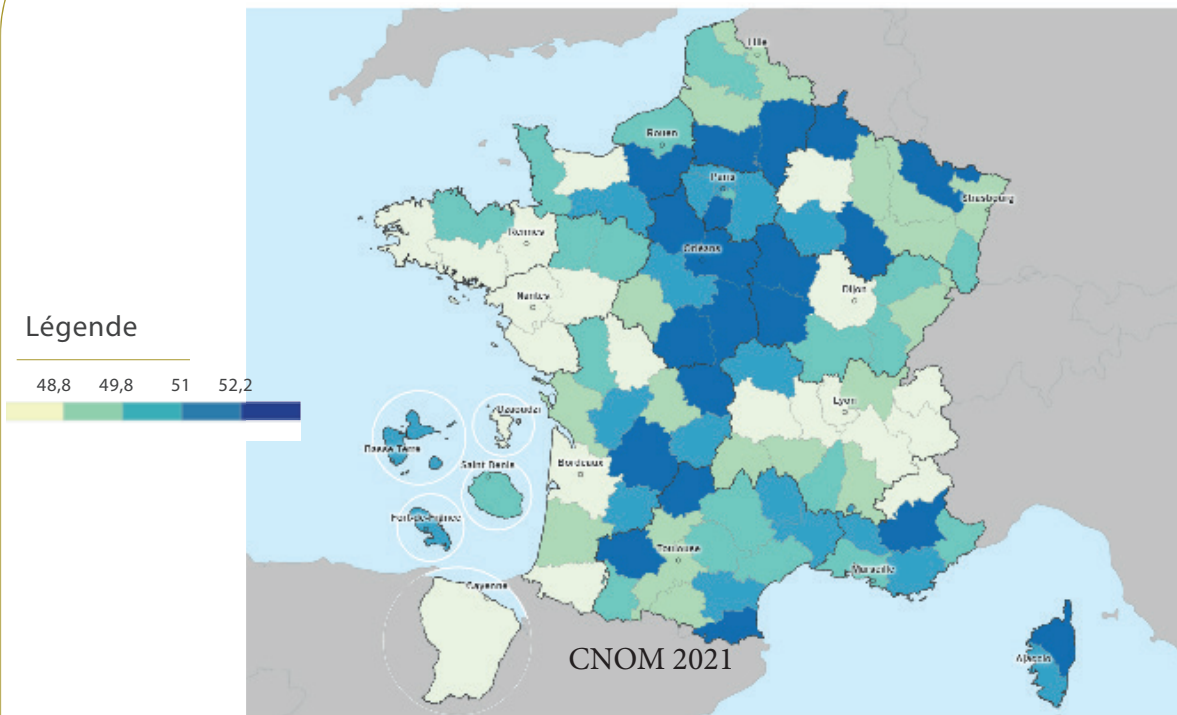 Lille
Rouen
Paris
Strasbourg
Rennes
Orléans
Nantes
Dijon
Légende
48,8 49,8 51 52,2
Lyon
Dzaoudzi
Basse Terre
Saint Denis
Bordeaux
Fort-de-France
Toulouse
Marseille
Cayenne
CNOM 2021
Ajaccio